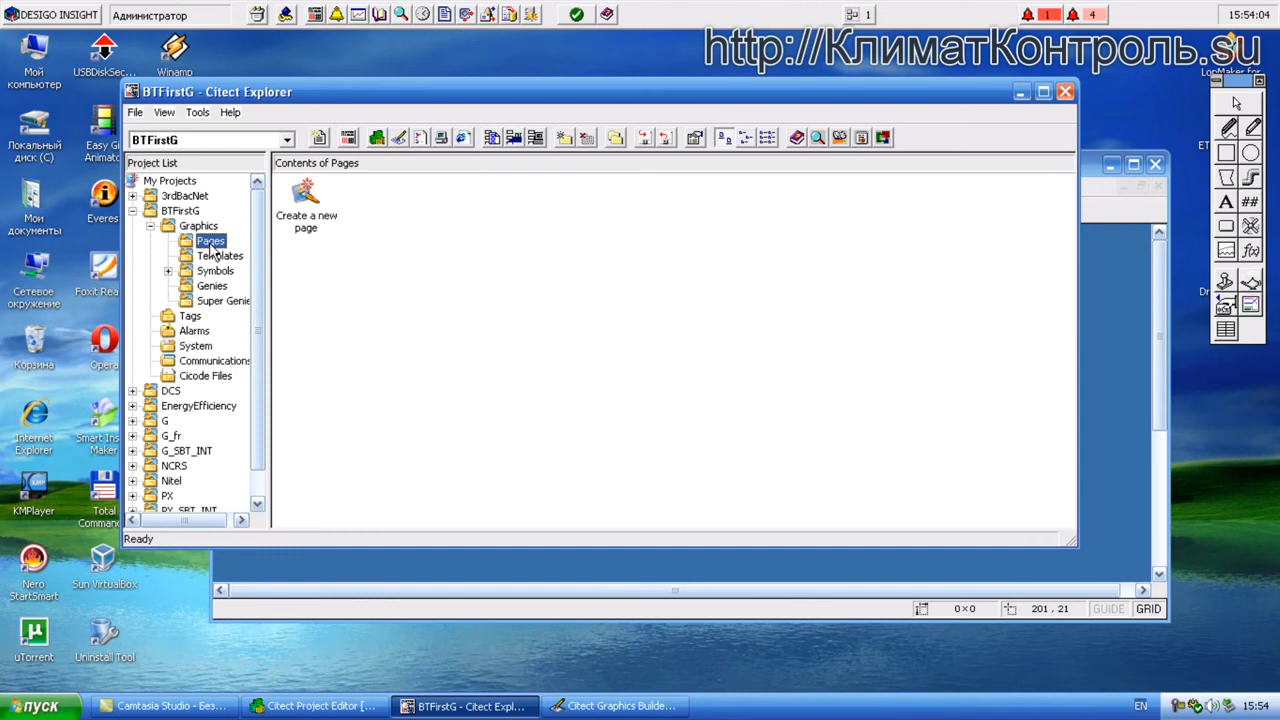 DESIGO INSIGHT
Администратор
1
1
4
15:54:04
http://КлиматКонтроль.su
Мой
компьютер
USBDiskSec...
Winamp
Локальный
диск (C)
Easy G
Animato
Мои
документы
Everes
Сетевое
окружение
Foxit Rea
Корзина
Opera
Internet
Explorer
Smart Ins
Maker
KMPlayer
Total
Comman
Nero
StartSmart
Sun VirtualBox
uTorrent
Uninstall Tool
BTFirstG - Citect Explorer
File
View
Tools
Help
BTFirstG
Project List
Contents of Pages
My Projects
3rdBacNet
BTFirstG
Graphics
Pages
Templates
Symbols
Genies
Super Genie
Tags
Alarms
System
Communications
Cicode Files
DCS
EnergyEfficiency
G
G_fr
G_SBT_INT
NCRS
Nitel
PX
PX_SBT_INT
Create a new
page
Ready
A
##
f(x)
0×0
201 , 21
GUIDE
GRID
пуск
Camtasia Studio - Без...
Citect Project Editor [...
BTFirstG - Citect Expl...
Citect Graphics Builde...
EN
15:54